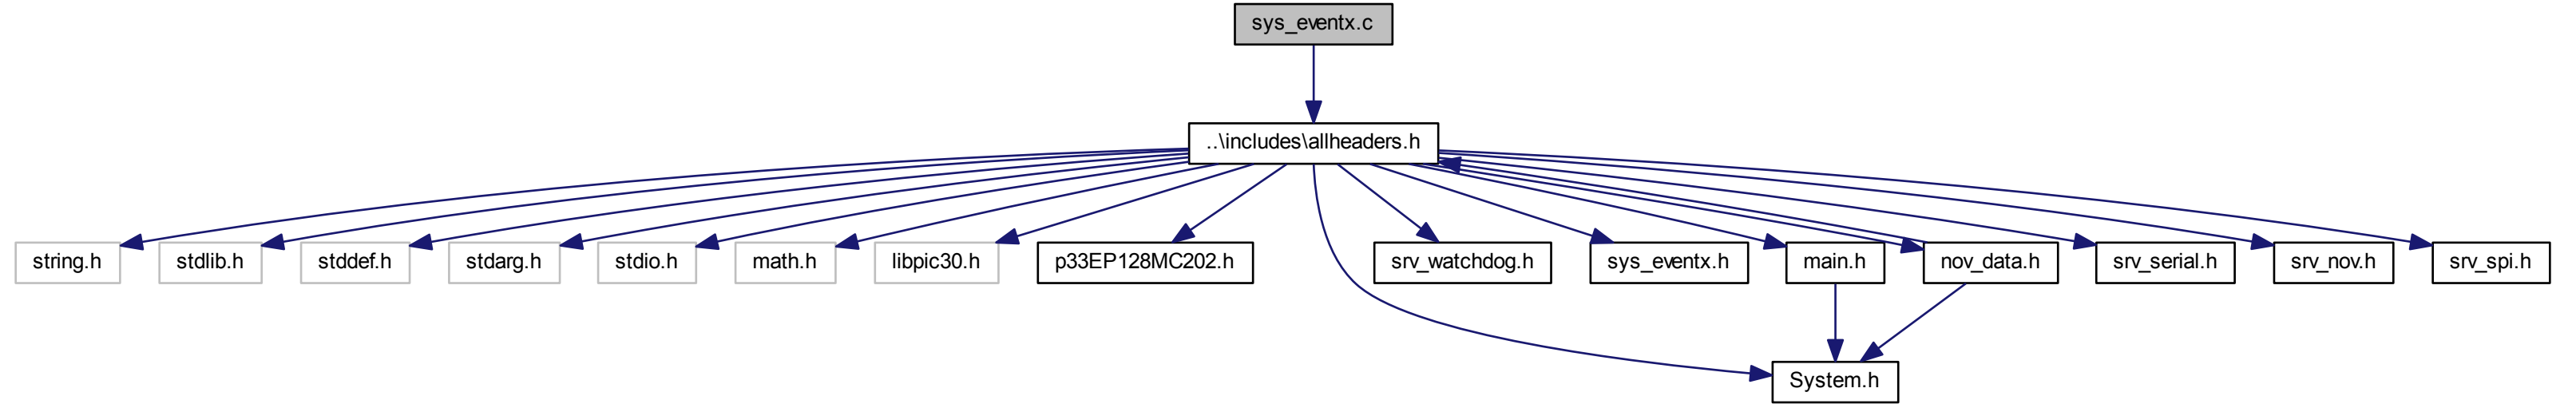 sys_eventx.c
..\includes\allheaders.h
string.h
stdlib.h
stddef.h
stdarg.h
stdio.h
math.h
libpic30.h
p33EP128MC202.h
srv_watchdog.h
sys_eventx.h
main.h
nov_data.h
srv_serial.h
srv_nov.h
srv_spi.h
System.h